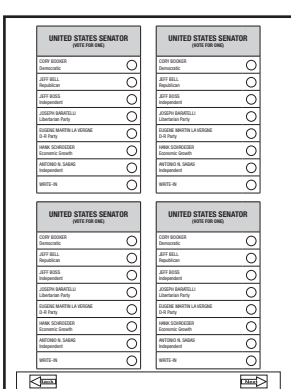 UNITED STATES SENATOR
(VOTE FOR ONE)
CORY BOOKER
Democratic
JEFF BELL
Republican
JEFF BOSS
Independent
JOSEPH BARATELLI
Libertarian Party
EUGENE MARTIN LA VERGNE
D-R Party
HANK SCHROEDER
Economic Growth
ANTONIO N. SABAS
Independent
WRITE-IN
UNITED STATES SENATOR
(VOTE FOR ONE)
CORY BOOKER
Democratic
JEFF BELL
Republican
JEFF BOSS
Independent
JOSEPH BARATELLI
Libertarian Party
EUGENE MARTIN LA VERGNE
D-R Party
HANK SCHROEDER
Economic Growth
ANTONIO N. SABAS
Independent
WRITE-IN
UNITED STATES SENATOR
(VOTE FOR ONE)
CORY BOOKER
Democratic
JEFF BELL
Republican
JEFF BOSS
Independent
JOSEPH BARATELLI
Libertarian Party
EUGENE MARTIN LA VERGNE
D-R Party
HANK SCHROEDER
Economic Growth
ANTONIO N. SABAS
Independent
WRITE-IN
UNITED STATES SENATOR
(VOTE FOR ONE)
CORY BOOKER
Democratic
JEFF BELL
Republican
JEFF BOSS
Independent
JOSEPH BARATELLI
Libertarian Party
EUGENE MARTIN LA VERGNE
D-R Party
HANK SCHROEDER
Economic Growth
ANTONIO N. SABAS
Independent
WRITE-IN
Back
Next